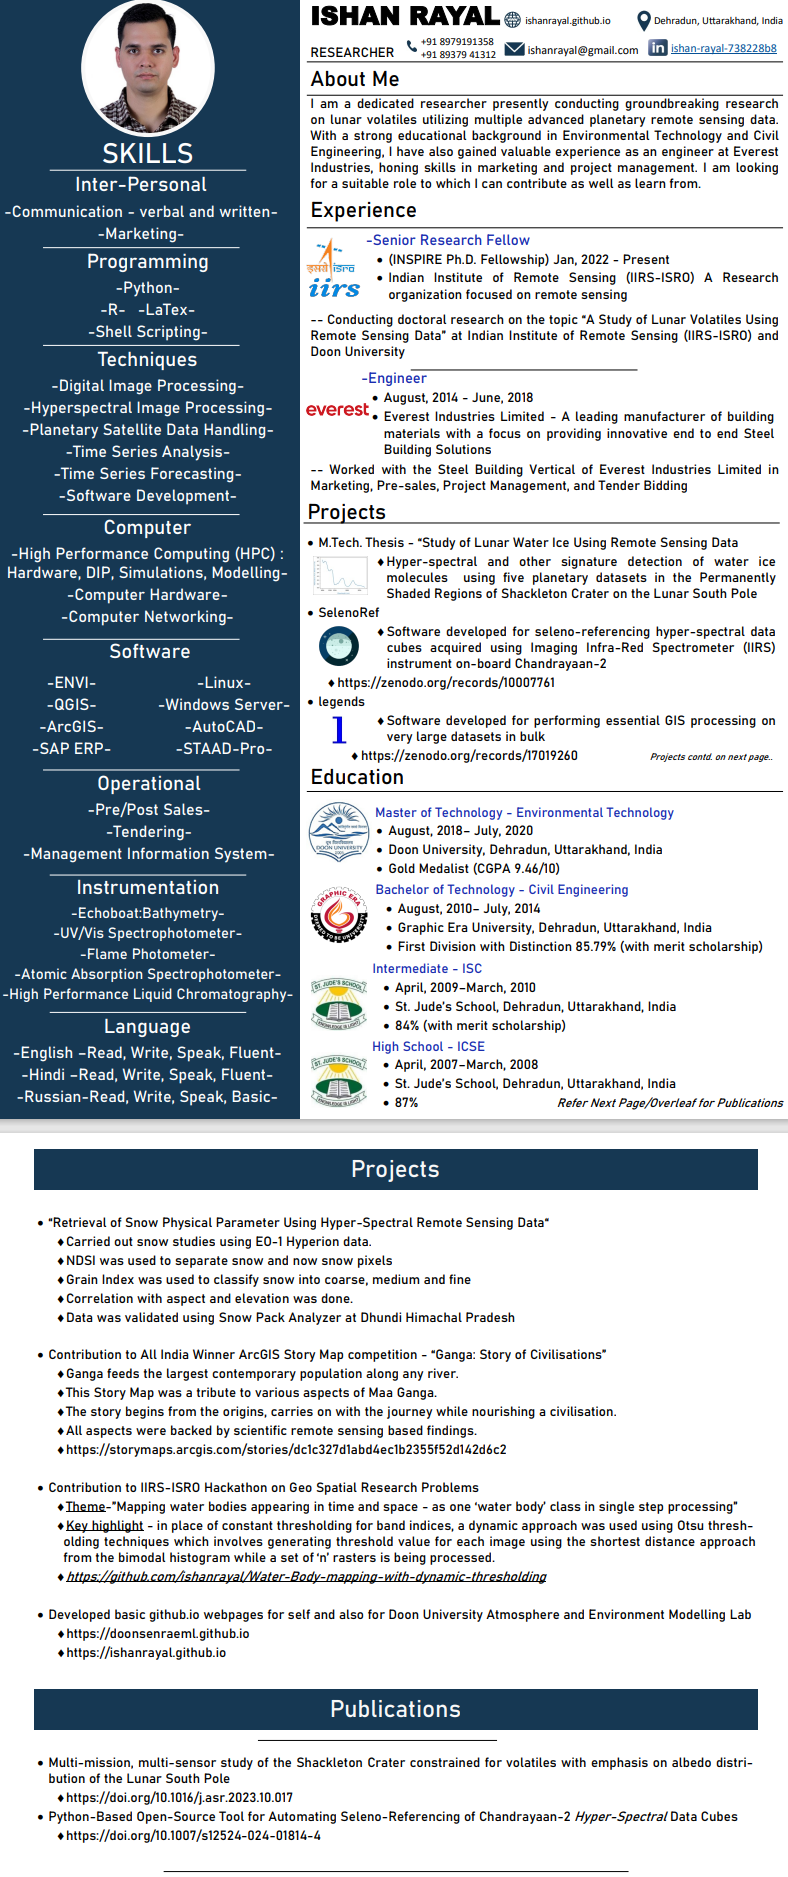 SKILLS
Inter-Personal
-Communication - verbal and written-
-Marketing-
Programming
-Python-
-R- -LaTex-
-Shell Scripting-
Techniques
-Digital Image Processing-
-Hyperspectral Image Processing-
-Planetary Satellite Data Handling-
-Time Series Analysis-
-Time Series Forecasting-
-Software Development-
Computer
-High Performance Computing (HPC) :
Hardware, DIP, Simulations, Modelling-
-Computer Hardware-
-Computer Networking-
Software
-ENVI- -Linux-
-QGIS- -Windows Server-
-ArcGIS- -AutoCAD-
-SAP ERP- -STAAD-Pro-
Operational
-Pre/Post Sales-
-Tendering-
-Management Information System-
Instrumentation
-Echoboat:Bathymetry-
-UV/Vis Spectrophotometer-
-Flame Photometer-
-Atomic Absorption Spectrophotometer-
-High Performance Liquid Chromatography-
Language
-English –Read, Write, Speak, Fluent-
-Hindi –Read, Write, Speak, Fluent-
-Russian-Read, Write, Speak, Basic-
ISHAN RAYAL
ishanrayal.github.io
Dehradun, Uttarakhand, India
RESEARCHER
+91 8979191358
+91 89379 41312
ishanrayal@gmail.com
in ishan-rayal-738228b8
About Me
I am a dedicated researcher presently conducting groundbreaking research
on lunar volatiles utilizing multiple advanced planetary remote sensing data.
With a strong educational background in Environmental Technology and Civil
Engineering, I have also gained valuable experience as an engineer at Everest
Industries, honing skills in marketing and project management. I am looking
for a suitable role to which I can contribute as well as learn from.
Experience
इसरो isro
iirs
-Senior Research Fellow
• (INSPIRE Ph.D. Fellowship) Jan, 2022 - Present
• Indian Institute of Remote Sensing (IIRS-ISRO) A Research
organization focused on remote sensing
-- Conducting doctoral research on the topic “A Study of Lunar Volatiles Using
Remote Sensing Data” at Indian Institute of Remote Sensing (IIRS-ISRO) and
Doon University
-Engineer
everest
• August, 2014 - June, 2018
• Everest Industries Limited - A leading manufacturer of building
materials with a focus on providing innovative end to end Steel
Building Solutions
-- Worked with the Steel Building Vertical of Everest Industries Limited in
Marketing, Pre-sales, Project Management, and Tender Bidding
Projects
• M.Tech. Thesis - “Study of Lunar Water Ice Using Remote Sensing Data
♦Hyper-spectral and other signature detection of water ice
molecules using five planetary datasets in the Permanently
Shaded Regions of Shackleton Crater on the Lunar South Pole
• SelenoRef
♦Software developed for seleno-referencing hyper-spectral data
cubes acquired using Imaging Infra-Red Spectrometer (IIRS)
instrument on-board Chandrayaan-2
♦https://zenodo.org/records/10007761
• legends
l
♦Software developed for performing essential GIS processing on
very large datasets in bulk
♦https://zenodo.org/records/17019260
Projects contd. on next page..
Education
DOON UNIVERSITY
Master of Technology - Environmental Technology
• August, 2018– July, 2020
• Doon University, Dehradun, Uttarakhand, India
• Gold Medalist (CGPA 9.46/10)
GRAPHIC ERA
Bachelor of Technology - Civil Engineering
• August, 2010– July, 2014
• Graphic Era University, Dehradun, Uttarakhand, India
• First Division with Distinction 85.79% (with merit scholarship)
ST. JUDE'S SCHOOL
Intermediate - ISC
• April, 2009–March, 2010
• St. Jude’s School, Dehradun, Uttarakhand, India
• 84% (with merit scholarship)
ST. JUDE'S SCHOOL
High School - ICSE
• April, 2007–March, 2008
• St. Jude’s School, Dehradun, Uttarakhand, India
• 87%
Refer Next Page/Overleaf for Publications
Projects
• “Retrieval of Snow Physical Parameter Using Hyper-Spectral Remote Sensing Data“
♦Carried out snow studies using EO-1 Hyperion data.
♦NDSI was used to separate snow and now snow pixels
♦Grain Index was used to classify snow into coarse, medium and fine
♦Correlation with aspect and elevation was done.
♦Data was validated using Snow Pack Analyzer at Dhundi Himachal Pradesh
• Contribution to All India Winner ArcGIS Story Map competition - “Ganga: Story of Civilisations”
♦Ganga feeds the largest contemporary population along any river.
♦This Story Map was a tribute to various aspects of Maa Ganga.
♦The story begins from the origins, carries on with the journey while nourishing a civilisation.
♦All aspects were backed by scientific remote sensing based findings.
♦https://storymaps.arcgis.com/stories/dc1c327d1abd4ec1b2355f52d142d6c2
• Contribution to IIRS-ISRO Hackathon on Geo Spatial Research Problems
♦Theme-”Mapping water bodies appearing in time and space - as one ‘water body’ class in single step processing”
♦Key highlight - in place of constant thresholding for band indices, a dynamic approach was used using Otsu thresh-
olding techniques which involves generating threshold value for each image using the shortest distance approach
from the bimodal histogram while a set of ‘n’ rasters is being processed.
♦https://github.com/ishanrayal/Water-Body-mapping-with-dynamic-thresholding
• Developed basic github.io webpages for self and also for Doon University Atmosphere and Environment Modelling Lab
♦https://doonsenraeml.github.io
♦https://ishanrayal.github.io
Publications
• Multi-mission, multi-sensor study of the Shackleton Crater constrained for volatiles with emphasis on albedo distri-
bution of the Lunar South Pole
♦https://doi.org/10.1016/j.asr.2023.10.017
• Python-Based Open-Source Tool for Automating Seleno-Referencing of Chandrayaan-2 Hyper-Spectral Data Cubes
♦https://doi.org/10.1007/s12524-024-01814-4